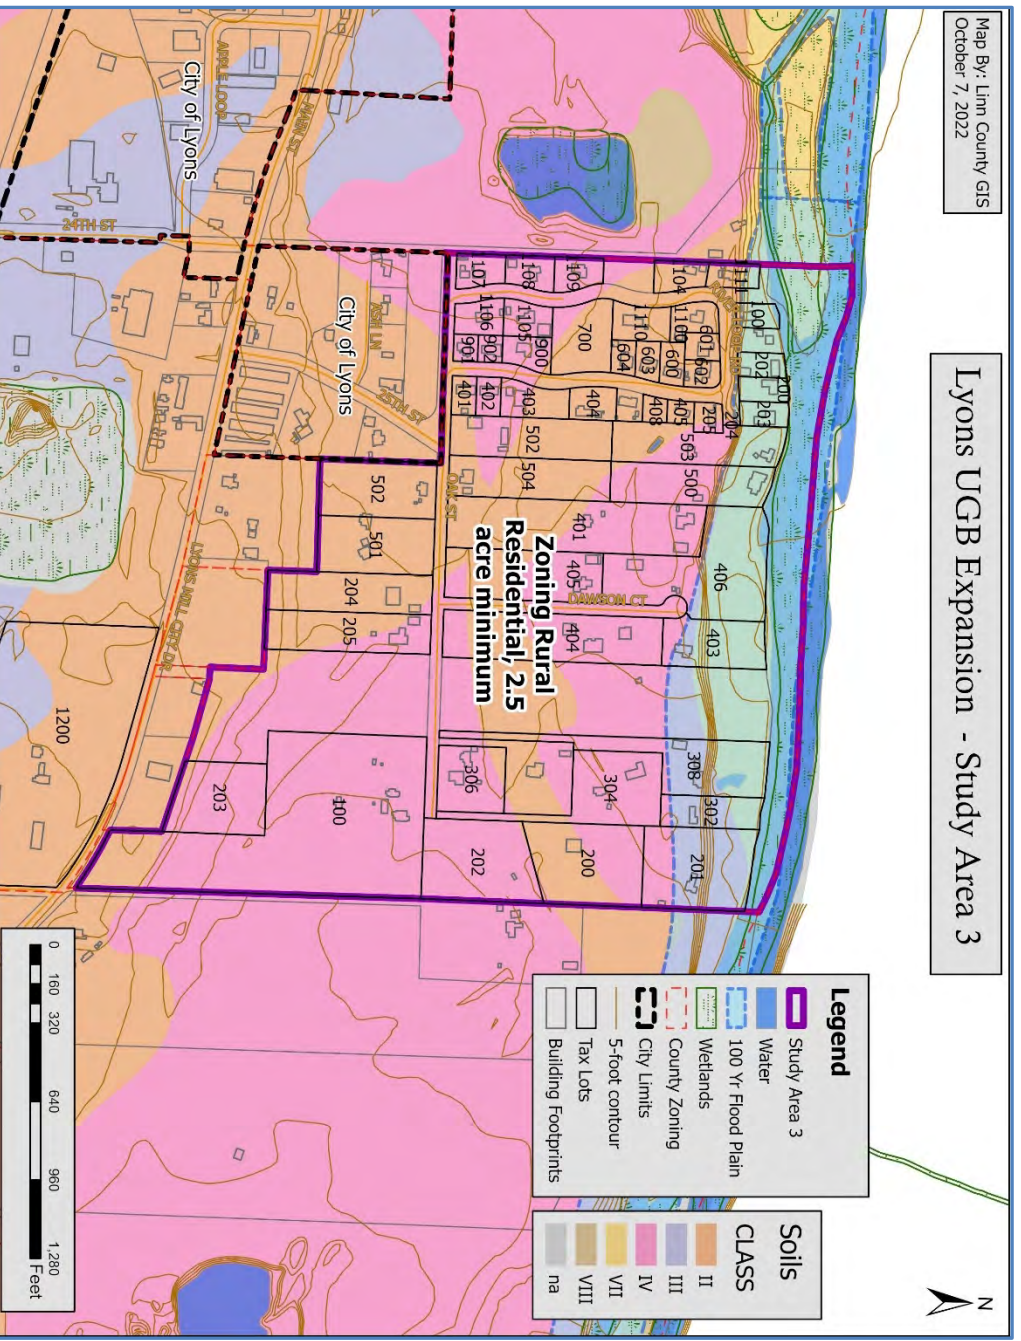 Lyons UGB Expansion - Study Area 3
Map By: Linn County GIS
October 7, 2022
N
Legend
Study Area 3
Water
100 Yr Flood Plain
Wetlands
County Zoning
City Limits
5-foot contour
Tax Lots
Building Footprints
Soils
CLASS
II
III
IV
VII
VIII
na
0 160 320 640 960 1,280
Feet
Zoning Rural
Residential, 2.5
acre minimum
City of Lyons
City of Lyons
APPLE LOOP
MAIN ST
24TH ST
7SH LN
25TH ST
OAK ST
DAWSON CT
LYONS MILL CITY DR
111
100
202
200
203
204
104
1100
601
602
1110
600
603
604
205
405
408
109
700
404
503
500
108
1105
900
403
502
504
107
1106
902
901
402
401
401
405
404
406
403
308
302
201
304
306
200
202
502
501
204
205
100
203
1200